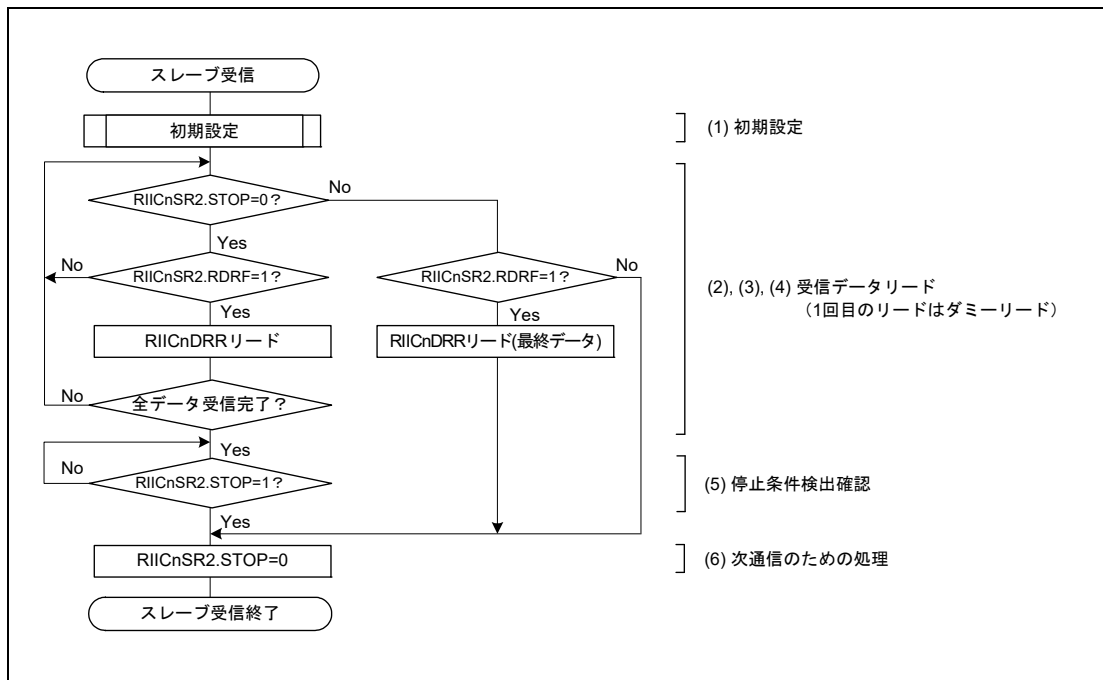 スレーブ受信
初期設定
(1) 初期設定
RIICnSR2.STOP=0?
No
Yes
No
RIICnSR2.RDRF=1?
RIICnSR2.RDRF=1?
No
(2), (3), (4) 受信データリード
(1回目のリードはダミーリード)
Yes
Yes
RIICnDRRリード
RIICnDRRリード(最終データ)
No
全データ受信完了?
Yes
No
RIICnSR2.STOP=1?
(5) 停止条件検出確認
Yes
RIICnSR2.STOP=0
(6) 次通信のための処理
スレーブ受信終了